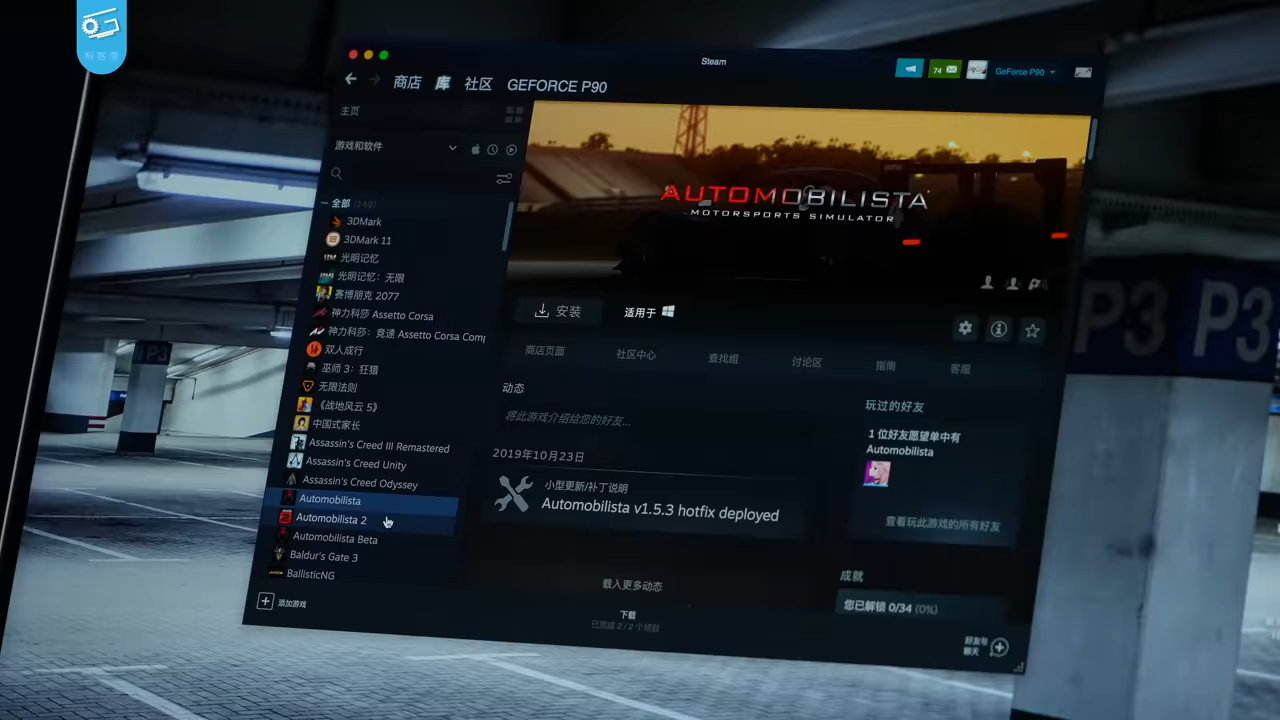 极客湾
Steam
74
GeForce P90
商店 库 社区 GEFORCE P90
主页
游戏和软件
全部 (248)
3DMark
3DMark 11
光明记忆
光明记忆：无限
赛博朋克 2077
神力科莎 Assetto Corsa
神力科莎：竞速 Assetto Corsa Comp
双人成行
巫师 3：狂猎
无限法则
《战地风云 5》
中国式家长
Assassin's Creed III Remastered
Assassin's Creed Unity
Assassin's Creed Odyssey
Automobilista
Automobilista 2
Automobilista Beta
Baldur's Gate 3
BallisticNG
添加游戏
AUTOMOBILISTA
MOTORSPORTS SIMULATOR
安装
适用于
商店页面 社区中心 查找组 讨论区 指南 客服
动态
将此游戏介绍给您的好友...
2019年10月23日
小型更新/补丁说明
Automobilista v1.5.3 hotfix deployed
载入更多动态
玩过的好友
1 位好友愿望单中有
Automobilista
查看玩此游戏的所有好友
成就
您已解锁 0/34 (0%)
下载
已完成 2 / 2 个项目
好友与
聊天
P3
P3
P3